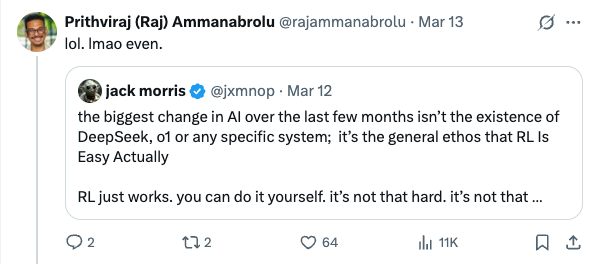 Prithviraj (Raj) Ammanabrolu @rajammanabrolu · Mar 13
lol. lmao even.
jack morris @jxmnop · Mar 12
the biggest change in AI over the last few months isn’t the existence of
DeepSeek, o1 or any specific system;  it’s the general ethos that RL Is
Easy Actually
RL just works. you can do it yourself. it’s not that hard. it’s not that ...
2 2 64 11K